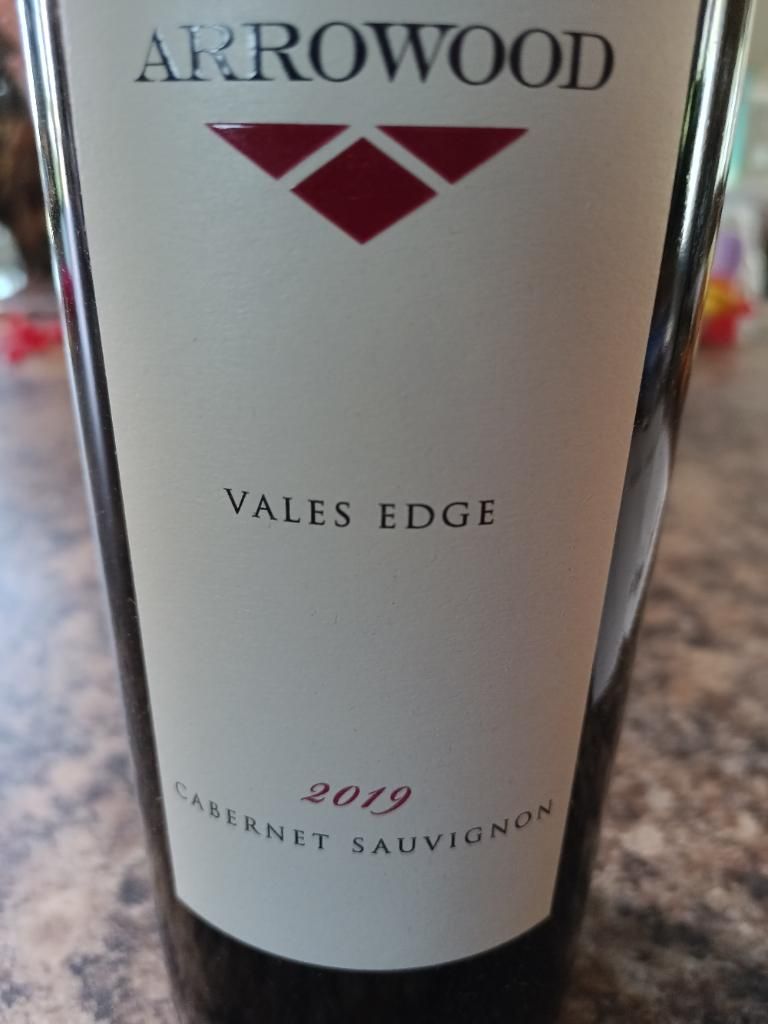 ARROWOOD
VALES EDGE
2019
CABERNET SAUVIGNON